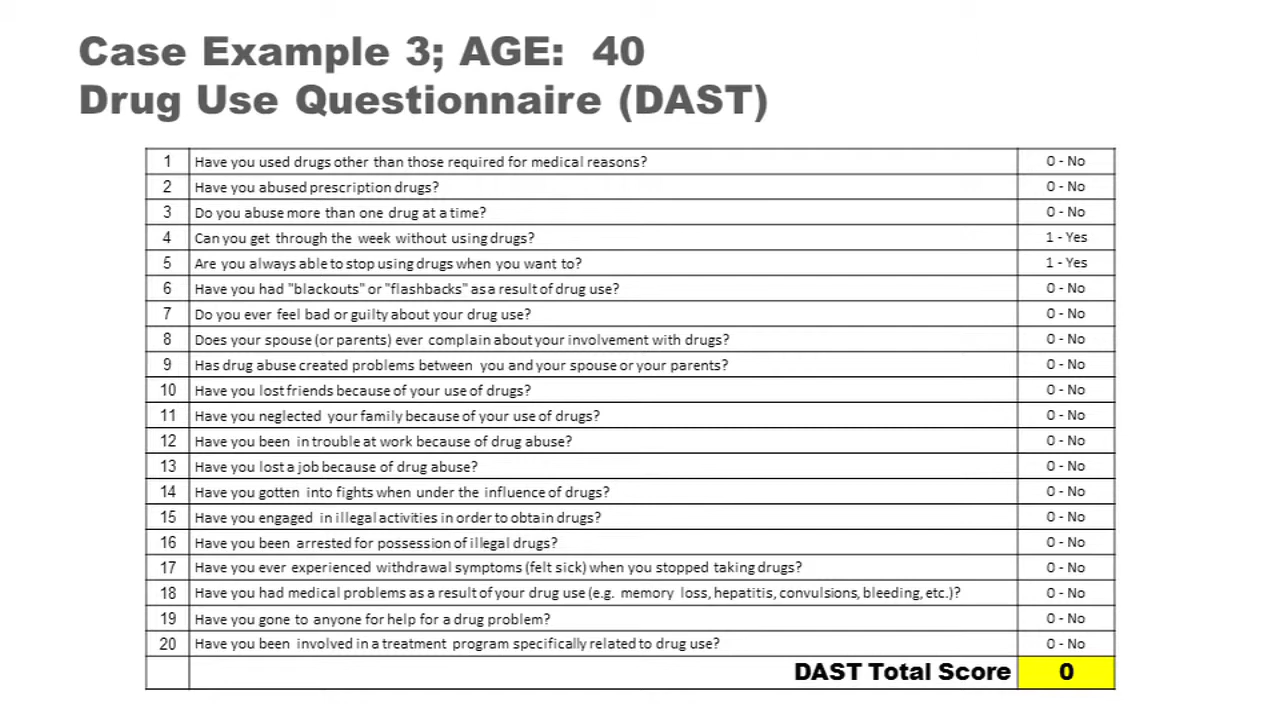 Case Example 3; AGE:  40
Drug Use Questionnaire (DAST)
1 Have you used drugs other than those required for medical reasons? 0 - No
2 Have you abused prescription drugs? 0 - No
3 Do you abuse more than one drug at a time? 0 - No
4 Can you get through the week without using drugs? 1 - Yes
5 Are you always able to stop using drugs when you want to? 1 - Yes
6 Have you had "blackouts" or "flashbacks" as a result of drug use? 0 - No
7 Do you ever feel bad or guilty about your drug use? 0 - No
8 Does your spouse (or parents) ever complain about your involvement with drugs? 0 - No
9 Has drug abuse created problems between you and your spouse or your parents? 0 - No
10 Have you lost friends because of your use of drugs? 0 - No
11 Have you neglected your family because of your use of drugs? 0 - No
12 Have you been in trouble at work because of drug abuse? 0 - No
13 Have you lost a job because of drug abuse? 0 - No
14 Have you gotten into fights when under the influence of drugs? 0 - No
15 Have you engaged in illegal activities in order to obtain drugs? 0 - No
16 Have you been arrested for possession of illegal drugs? 0 - No
17 Have you ever experienced withdrawal symptoms (felt sick) when you stopped taking drugs? 0 - No
18 Have you had medical problems as a result of your drug use (e.g. memory loss, hepatitis, convulsions, bleeding, etc.)? 0 - No
19 Have you gone to anyone for help for a drug problem? 0 - No
20 Have you been involved in a treatment program specifically related to drug use? 0 - No
DAST Total Score 0